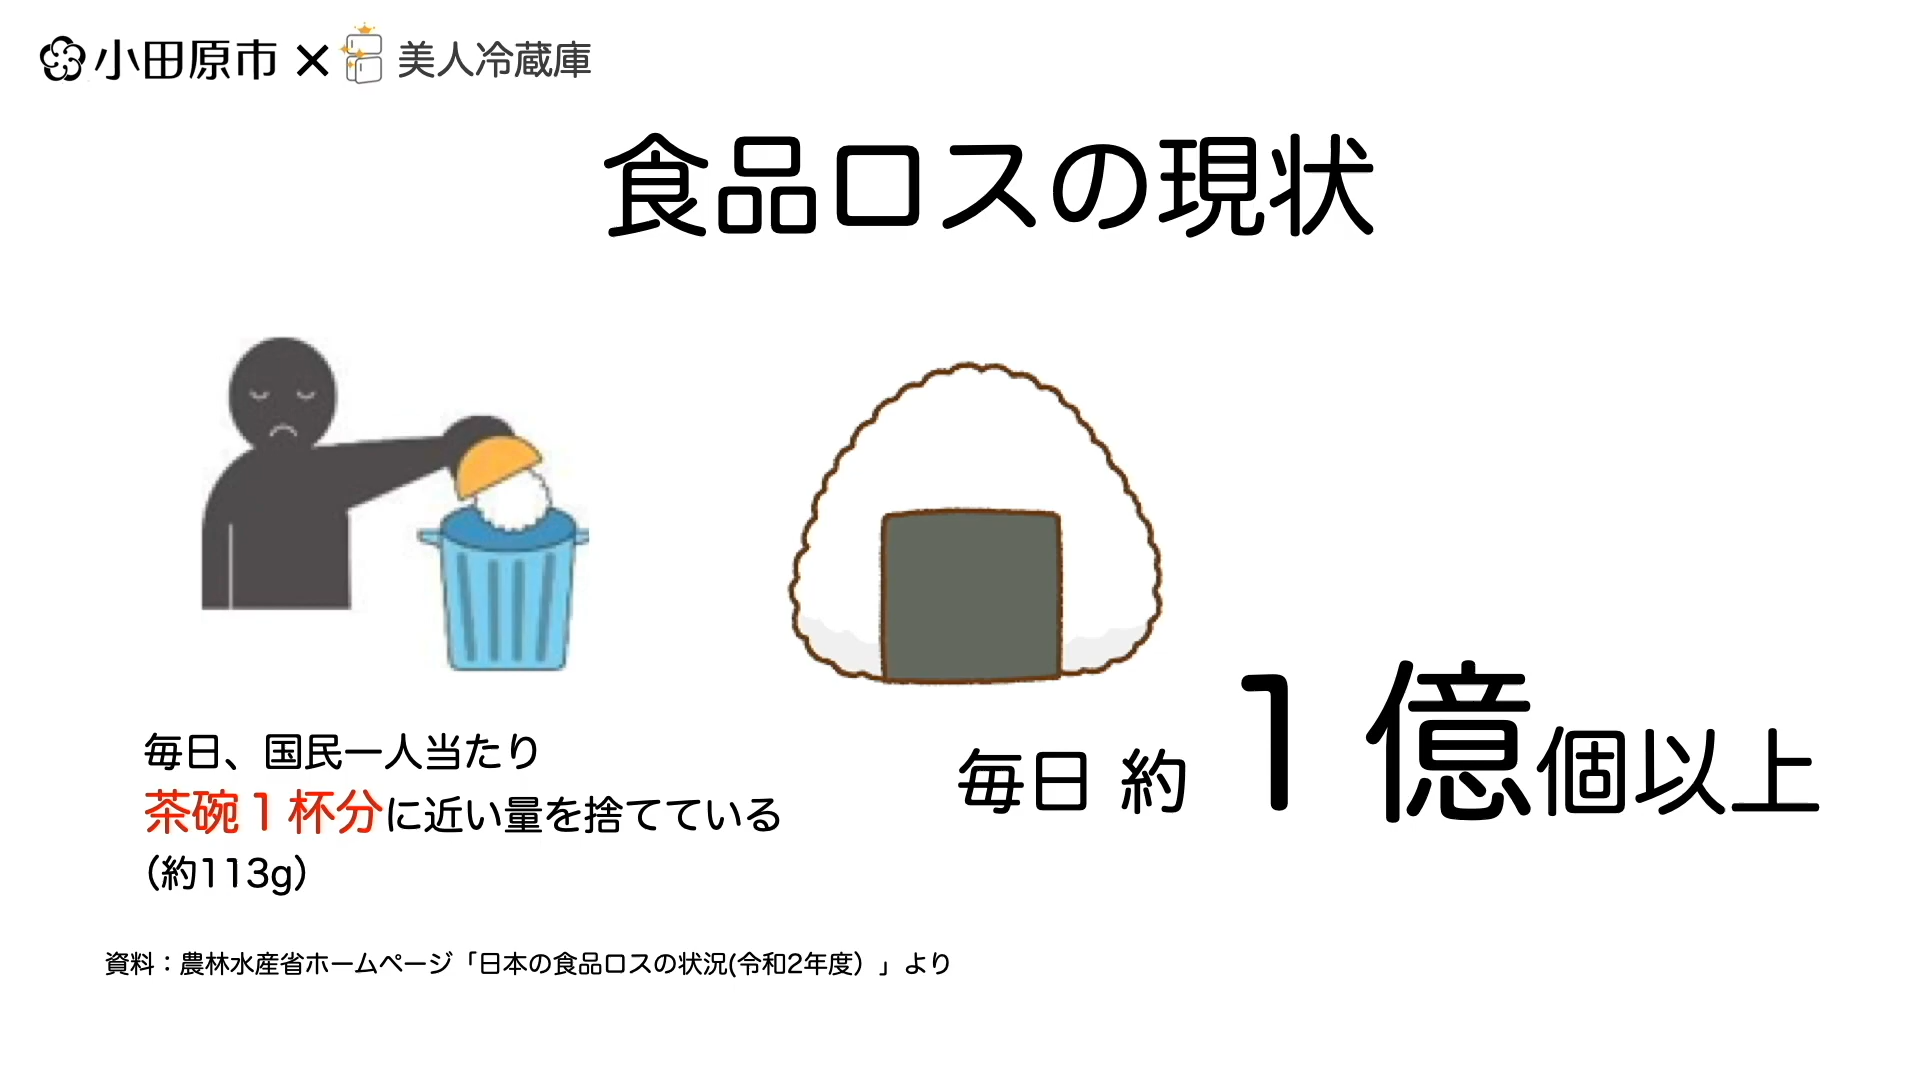 小田原市 × 美人冷蔵庫
食品ロスの現状
毎日、国民一人当たり
茶碗１杯分に近い量を捨てている
（約113g）
毎日 約 １億個以上
資料：農林水産省ホームページ「日本の食品ロスの状況(令和2年度）」より